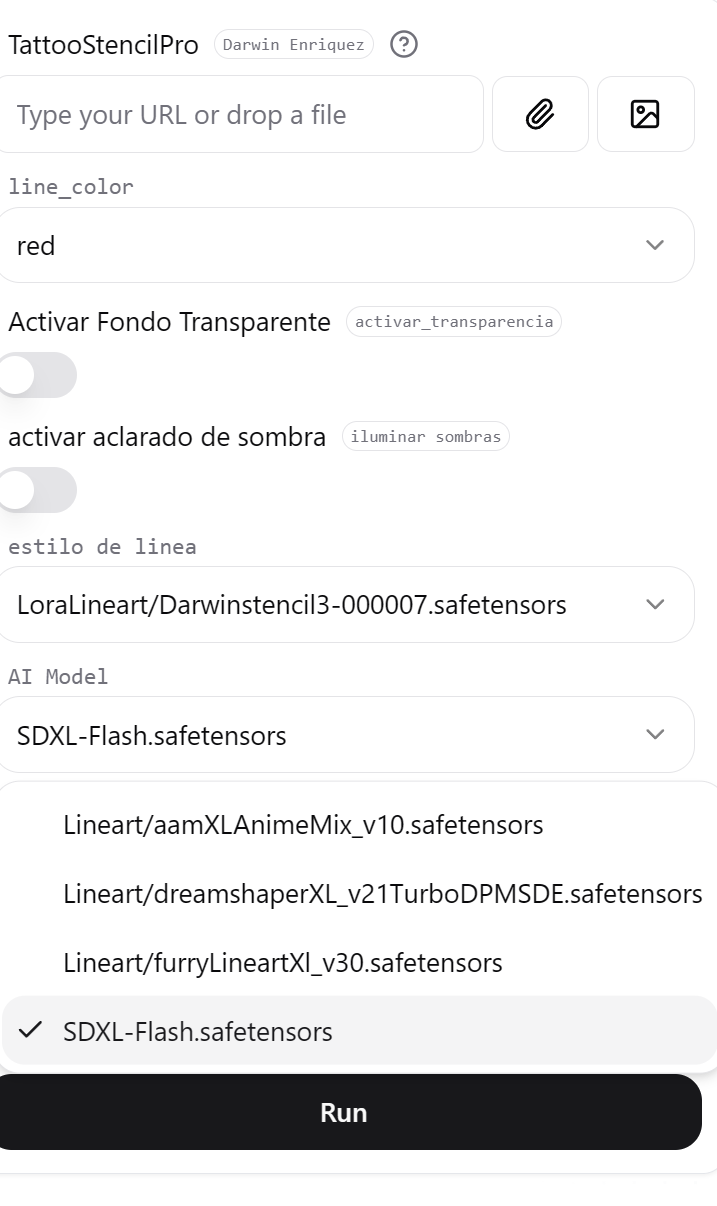 TattooStencilPro Darwin Enriquez
Type your URL or drop a file
line_color
red
Activar Fondo Transparente activar_transparencia
activar aclarado de sombra iluminar sombras
estilo de linea
LoraLineart/Darwinstencil3-000007.safetensors
AI Model
SDXL-Flash.safetensors
Lineart/aamXLAnimeMix_v10.safetensors
Lineart/dreamshaperXL_v21TurboDPMSDE.safetensors
Lineart/furryLineartXl_v30.safetensors
SDXL-Flash.safetensors
Run